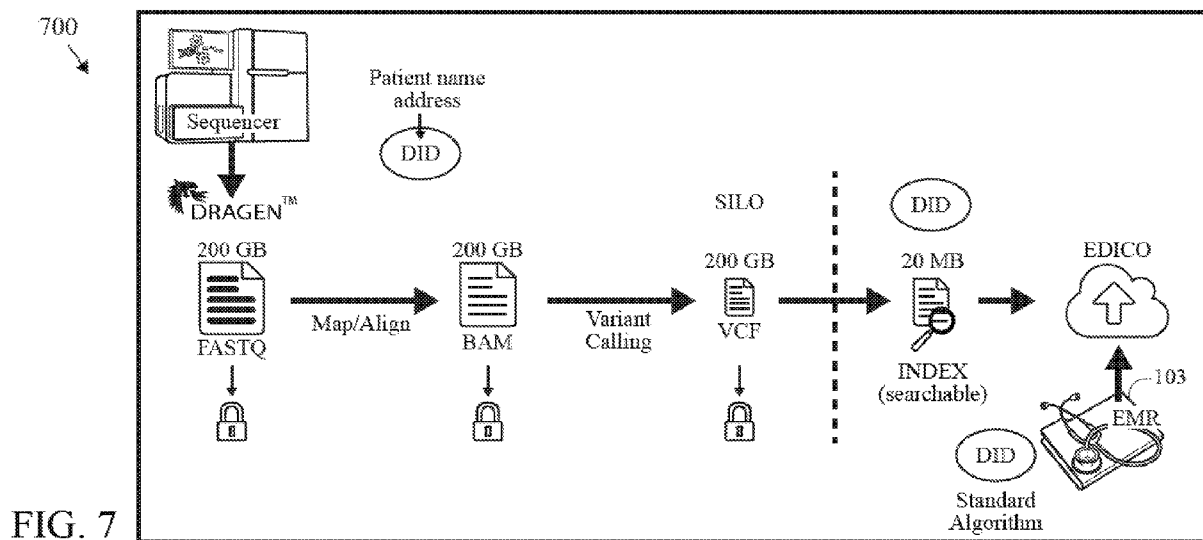 700
Sequencer
DRAGEN™
Patient name
address
DID
SILO
DID
200 GB
200 GB
200 GB
20 MB
EDICO
Map/Align
Variant
Calling
FASTQ
BAM
VCF
INDEX
(searchable)
103
EMR
DID
Standard
Algorithm
FIG. 7